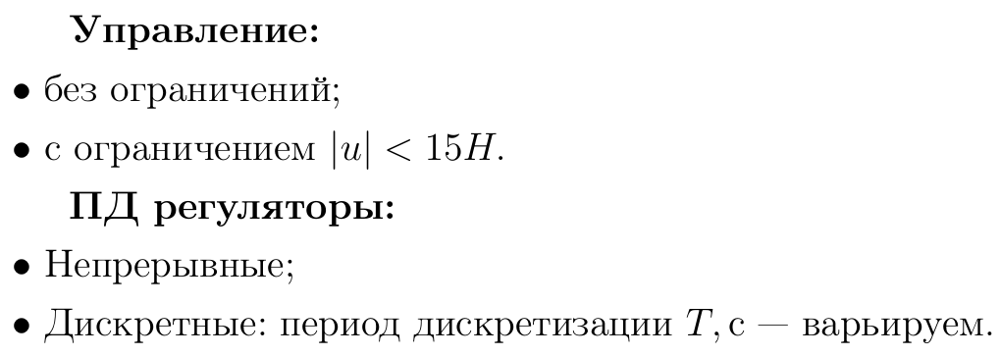 Управление:
• без ограничений;
• с ограничением |u| < 15H.
ПД регуляторы:
• Непрерывные;
• Дискретные: период дискретизации T, с — варьируем.